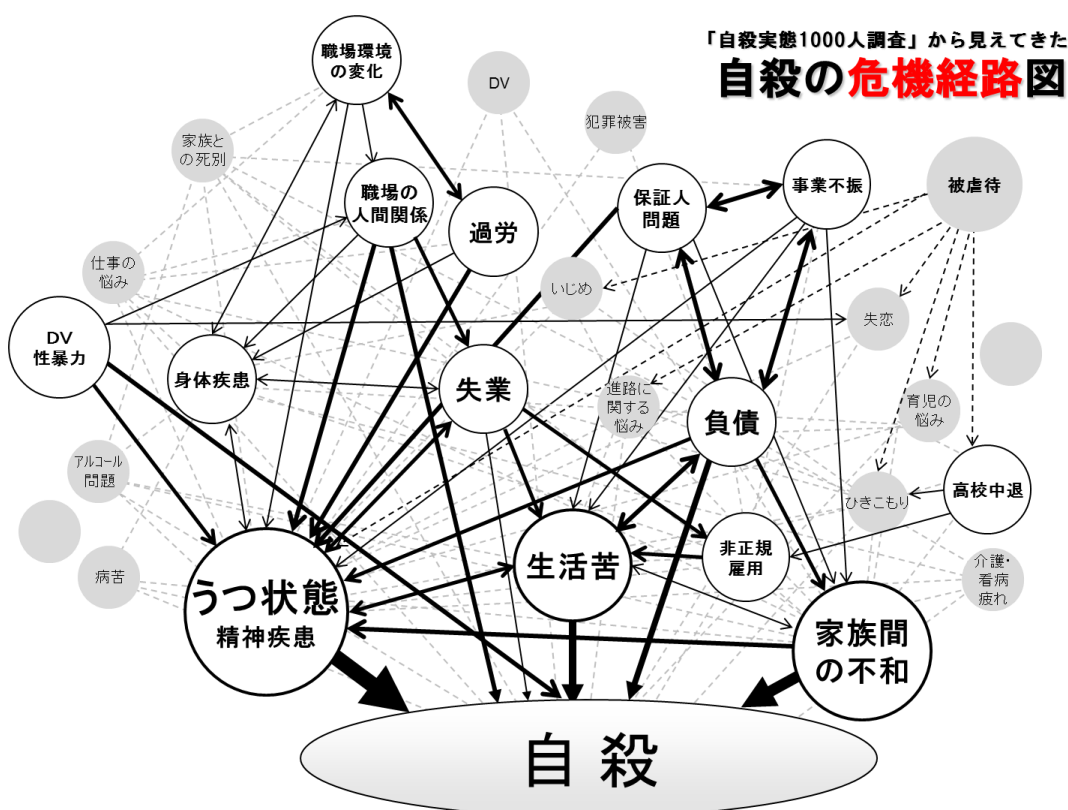 「自殺実態1000人調査」から見えてきた
自殺の危機経路図
職場環境
の変化
DV
犯罪被害
家族と
の死別
職場の
人間関係
過労
保証人
問題
事業不振
被虐待
仕事の
悩み
いじめ
失恋
DV
性暴力
身体疾患
失業
進路に
関する
悩み
負債
育児の
悩み
アルコール
問題
ひきこもり
高校中退
病苦
うつ状態
精神疾患
生活苦
非正規
雇用
介護・
看病
疲れ
家族間
の不和
自殺